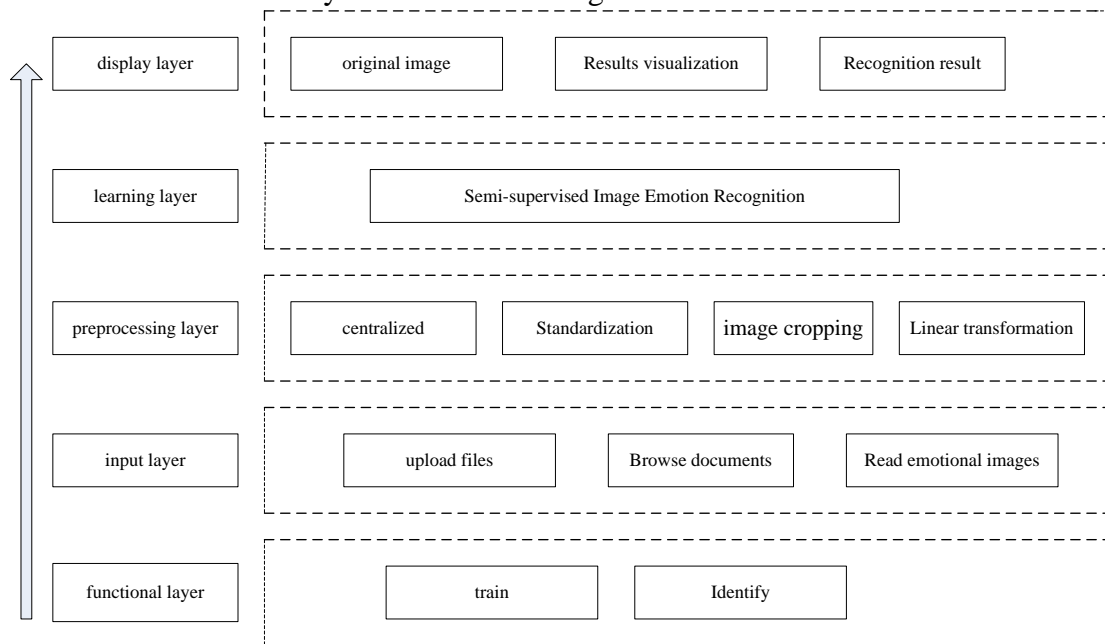 display layer
original image
Results visualization
Recognition result
learning layer
Semi-supervised Image Emotion Recognition
preprocessing layer
centralized
Standardization
image cropping
Linear transformation
input layer
upload files
Browse documents
Read emotional images
functional layer
train
Identify